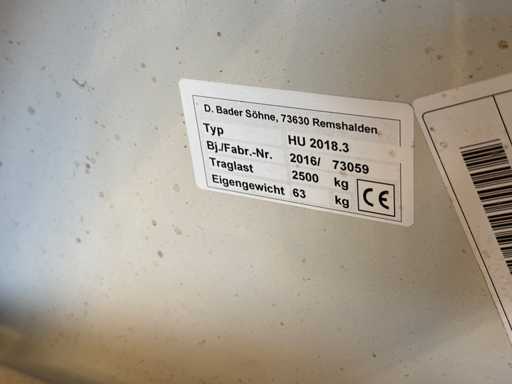 D. Bader Söhne, 73630 Remshalden
Typ HU 2018.3
Bj./Fabr.-Nr. 2016/ 73059
Traglast 2500 kg
Eigengewicht 63 kg CE